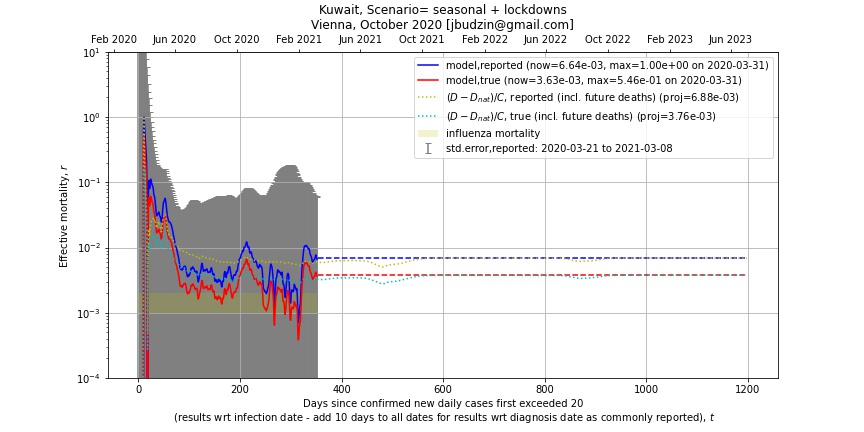 Kuwait, Scenario= seasonal + lockdowns
Vienna, October 2020 [jbudzin@gmail.com]
Feb 2020 Jun 2020 Oct 2020 Feb 2021 Jun 2021 Oct 2021 Feb 2022 Jun 2022 Oct 2022 Feb 2023 Jun 2023
model,reported (now=6.64e-03, max=1.00e+00 on 2020-03-31)
model,true (now=3.63e-03, max=5.46e-01 on 2020-03-31)
(D − D_nat)/C, reported (incl. future deaths) (proj=6.88e-03)
(D − D_nat)/C, true (incl. future deaths) (proj=3.76e-03)
influenza mortality
std.error,reported: 2020-03-21 to 2021-03-08
Effective mortality, r
10¹
10⁰
10⁻¹
10⁻²
10⁻³
10⁻⁴
0 200 400 600 800 1000 1200
Days since confirmed new daily cases first exceeded 20
(results wrt infection date - add 10 days to all dates for results wrt diagnosis date as commonly reported), t